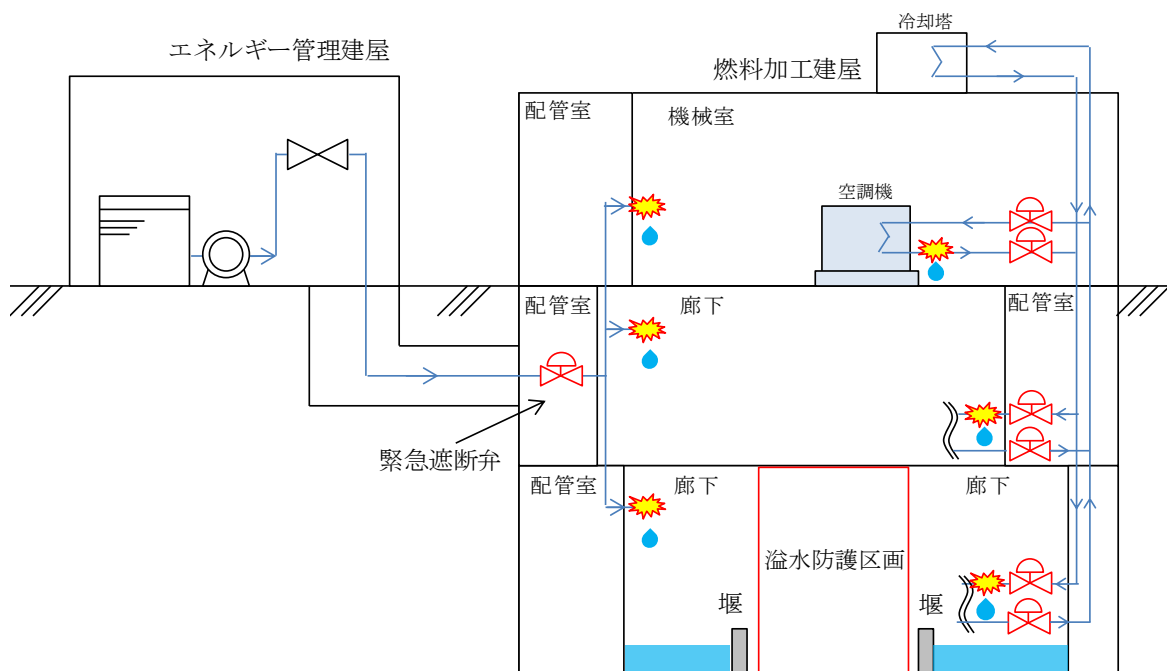 冷却塔
エネルギー管理建屋
燃料加工建屋
配管室
機械室
空調機
配管室
廊下
配管室
緊急遮断弁
配管室
廊下
廊下
溢水防護区画
堰
堰